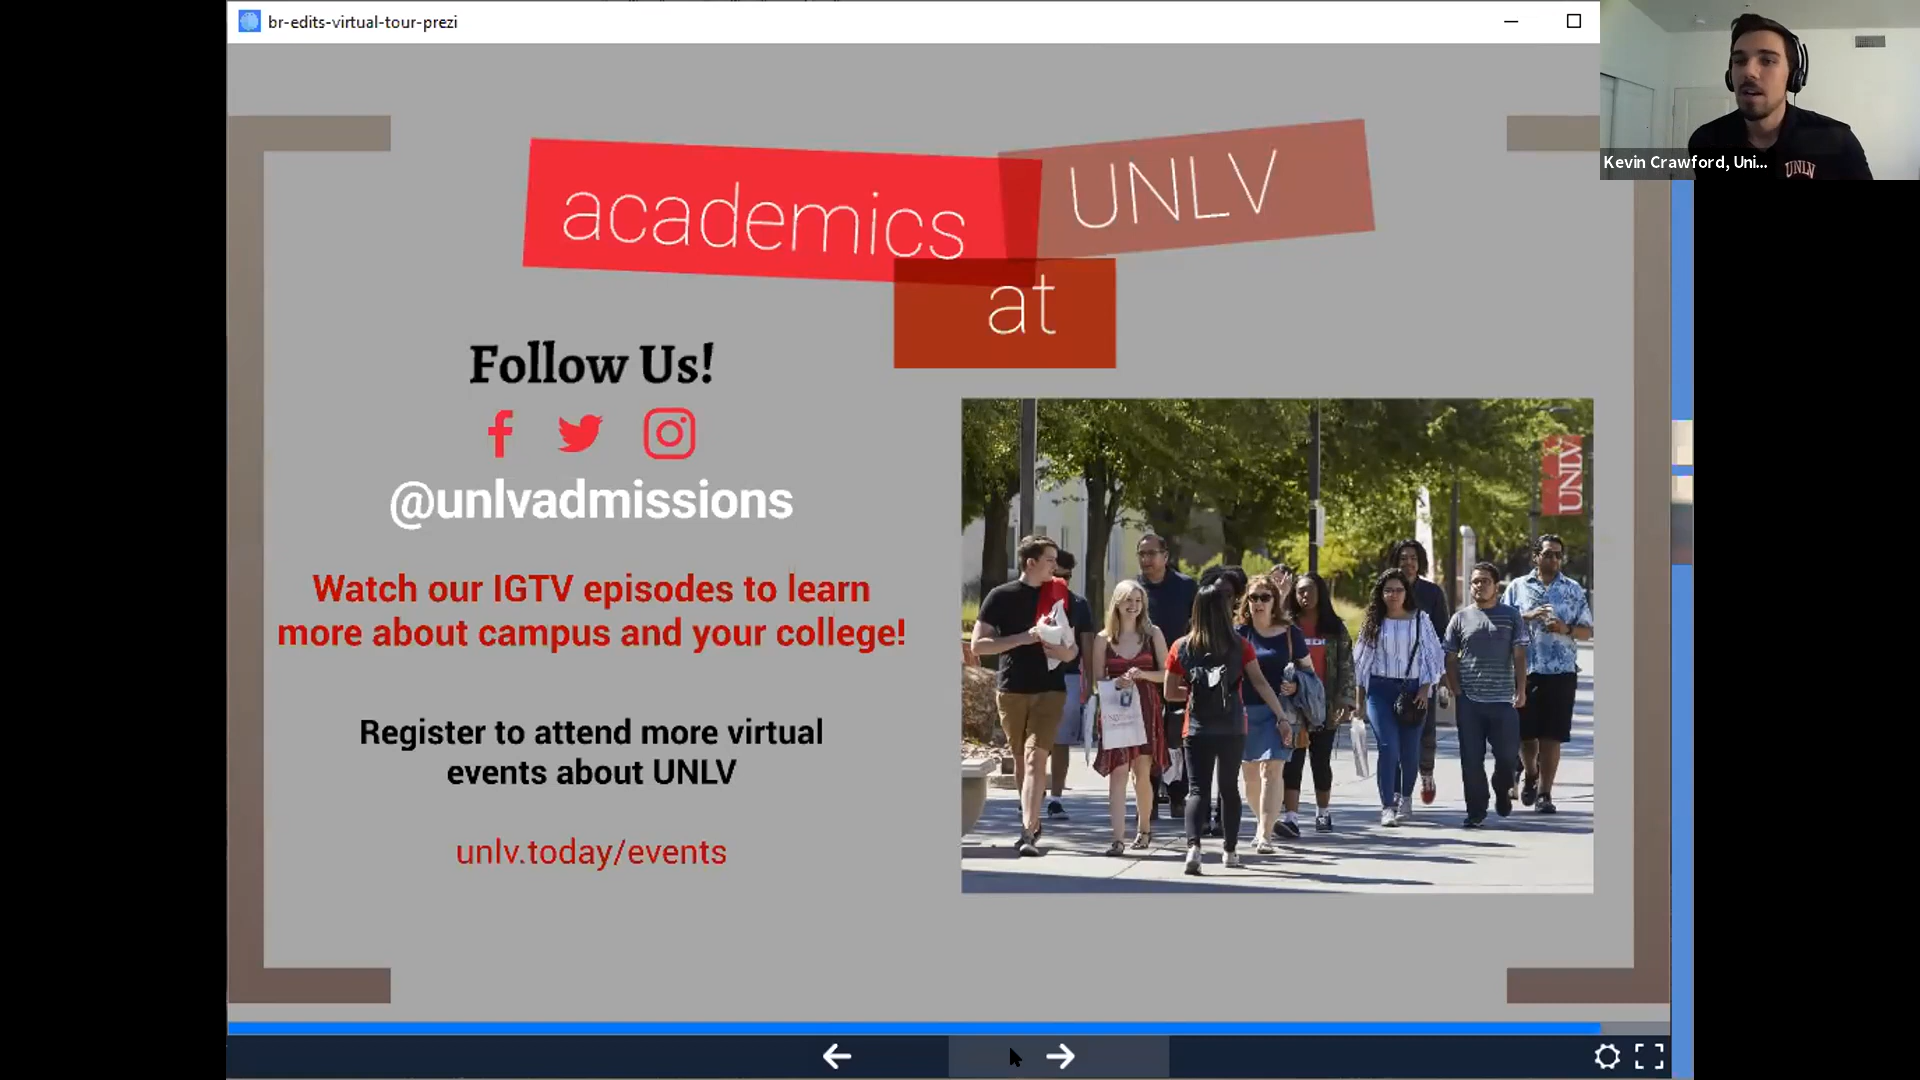 br-edits-virtual-tour-prezi
academics
UNLV
at
Follow Us!
@unlvadmissions
Watch our IGTV episodes to learn
more about campus and your college!
Register to attend more virtual
events about UNLV
unlv.today/events
UNLV
Kevin Crawford, Uni...
UNLV